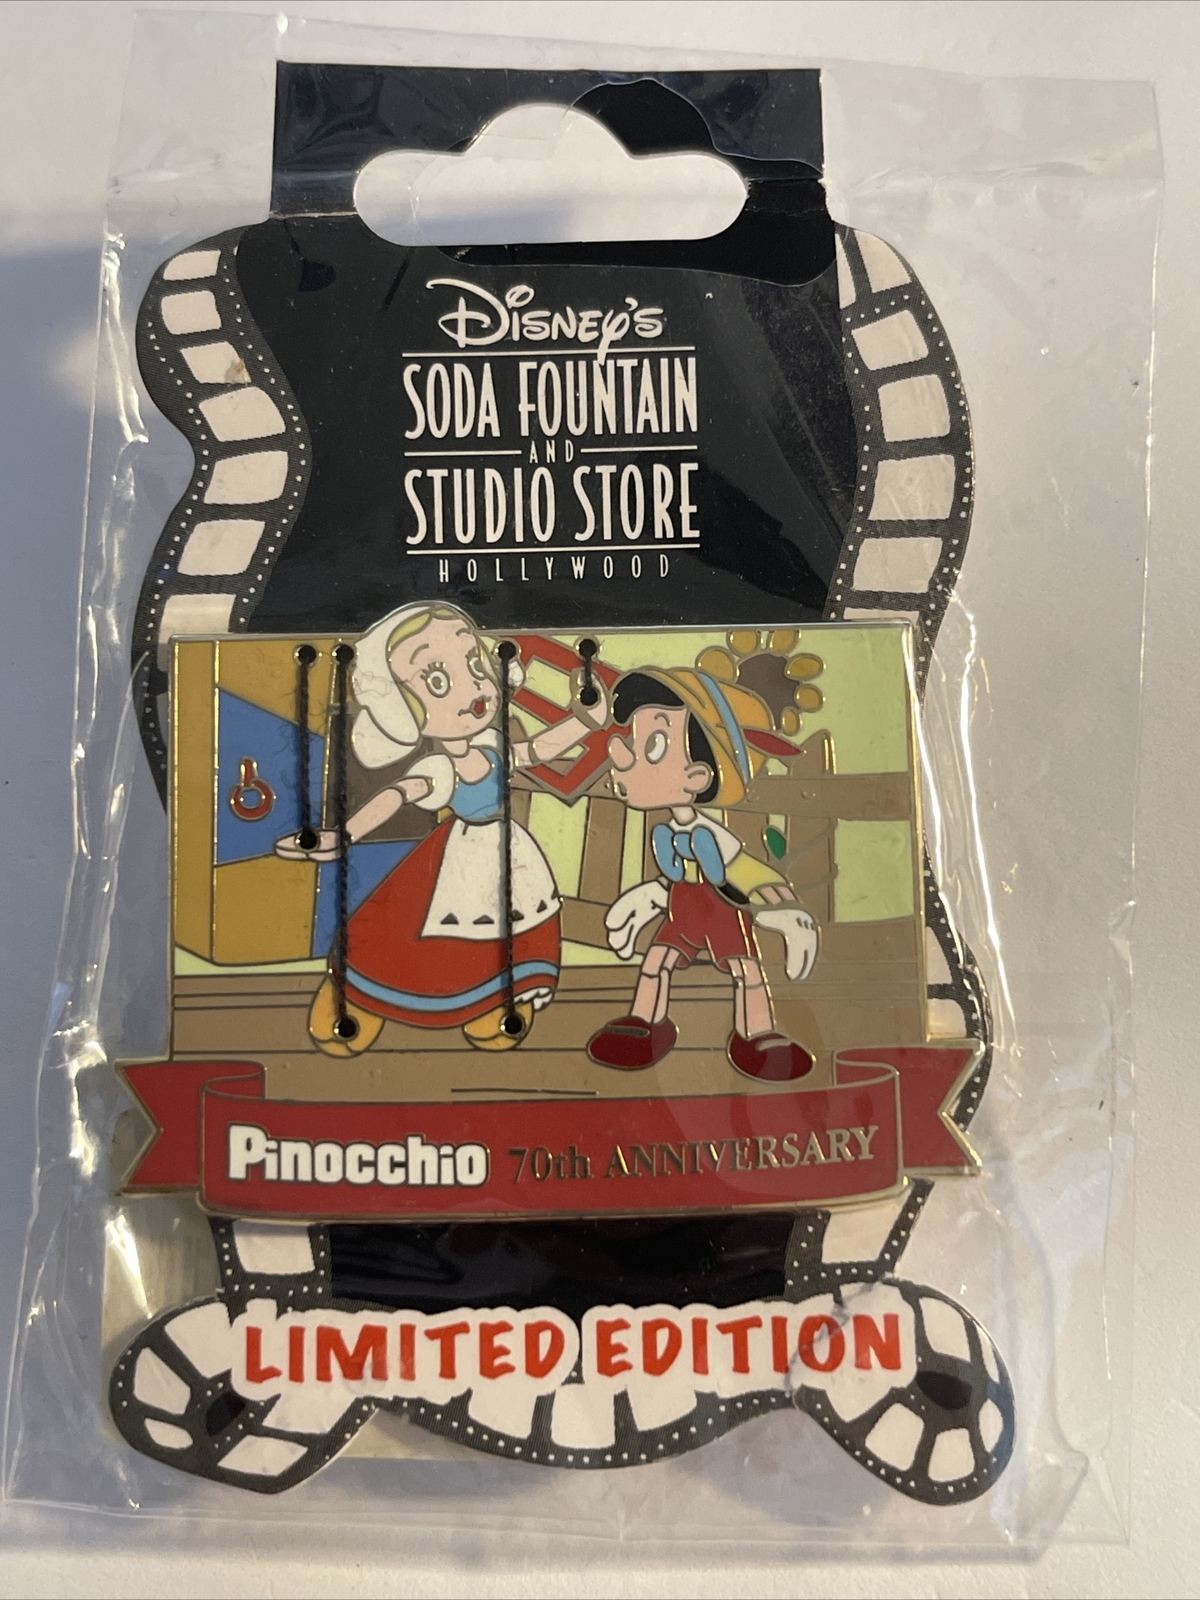 DISNEY'S
SODA FOUNTAIN
AND
STUDIO STORE
HOLLYWOOD
Pinocchio 70th ANNIVERSARY
LIMITED EDITION